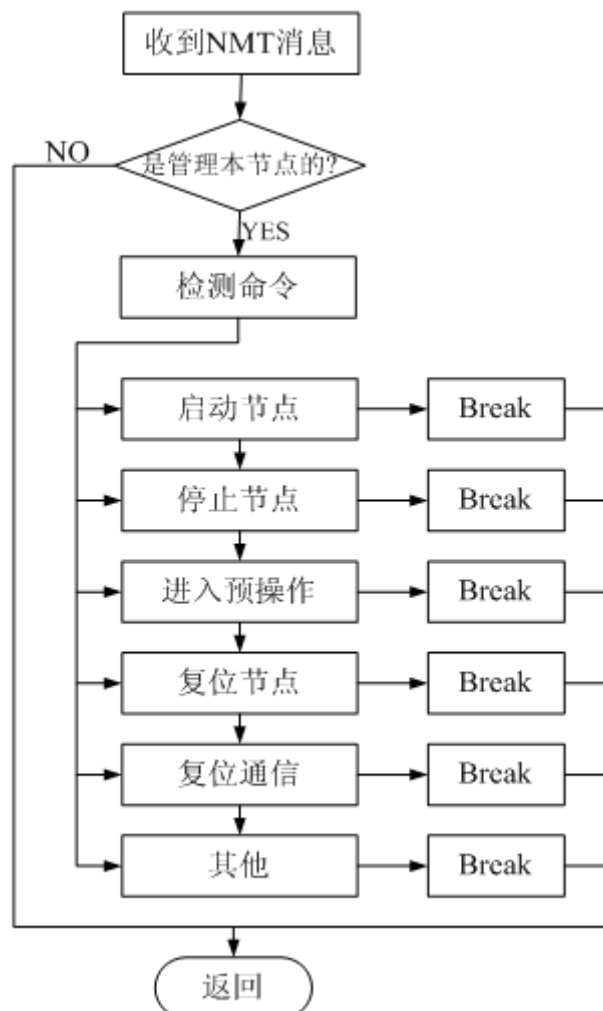 收到NMT消息
NO
是管理本节点的?
YES
检测命令
启动节点
Break
停止节点
Break
进入预操作
Break
复位节点
Break
复位通信
Break
其他
Break
返回